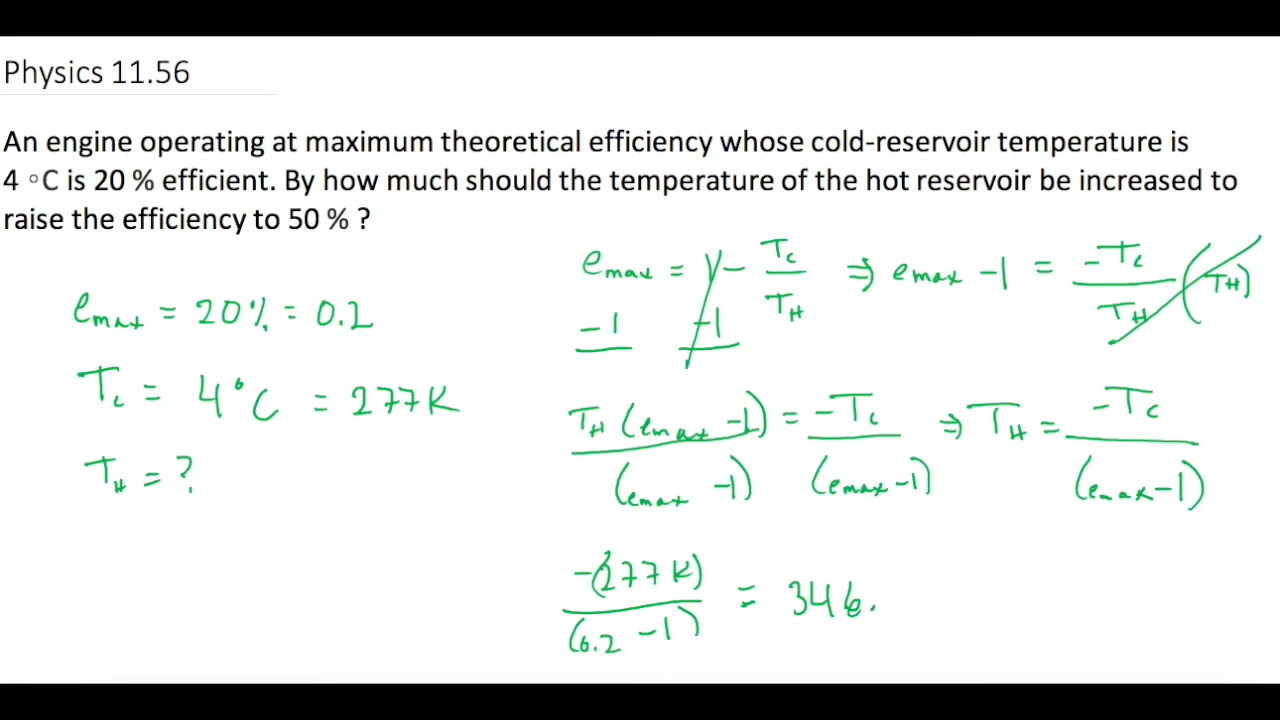 Physics 11.56
An engine operating at maximum theoretical efficiency whose cold-reservoir temperature is
4 ◦C is 20 % efficient. By how much should the temperature of the hot reservoir be increased to
raise the efficiency to 50 % ?
e_max = 20% = 0.2
T_c = 4°C = 277K
T_H = ?
e_max = 1 - T_c / T_H ⇒ e_max - 1 = -T_c / T_H (T_H)
-1 -1
T_H (e_max - 1) / (e_max - 1) = -T_c / (e_max - 1) ⇒ T_H = -T_c / (e_max - 1)
-(277 K) / (0.2 - 1) = 346.